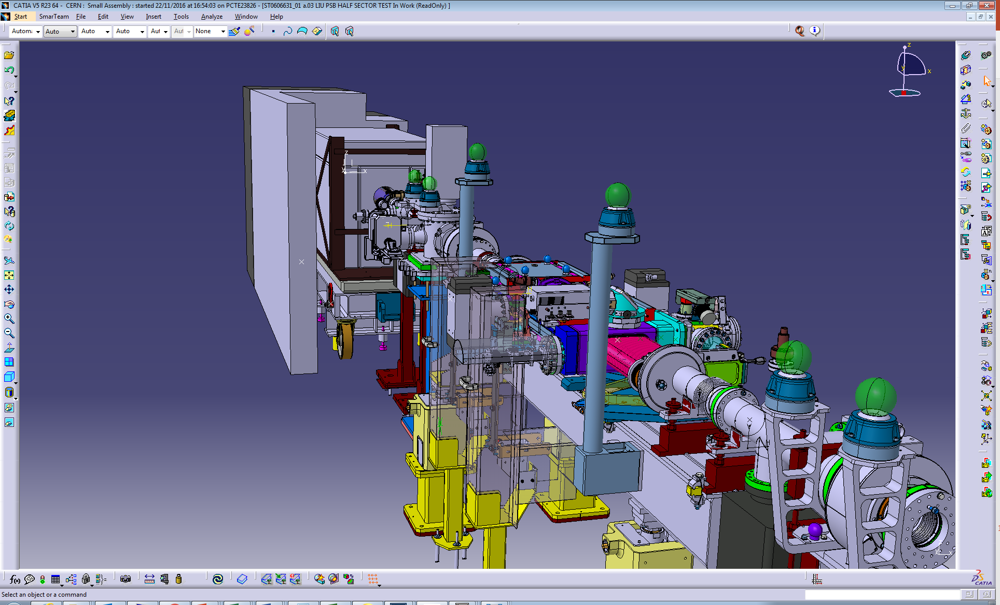 CATIA V5 R23 64 - CERN : Small Assembly : started 22/11/2016 at 16:54:03 on PCTE23826 - [ST0606631_01 a.03 LIU PSB HALF SECTOR TEST In Work (ReadOnly) ]
Start SmarTeam File Edit View Insert Tools Analyze Window Help
Autom Auto Auto Auto Aut Aut None
z
y x
z
y x
z
y x
f(x)
CATIA
Select an object or a command